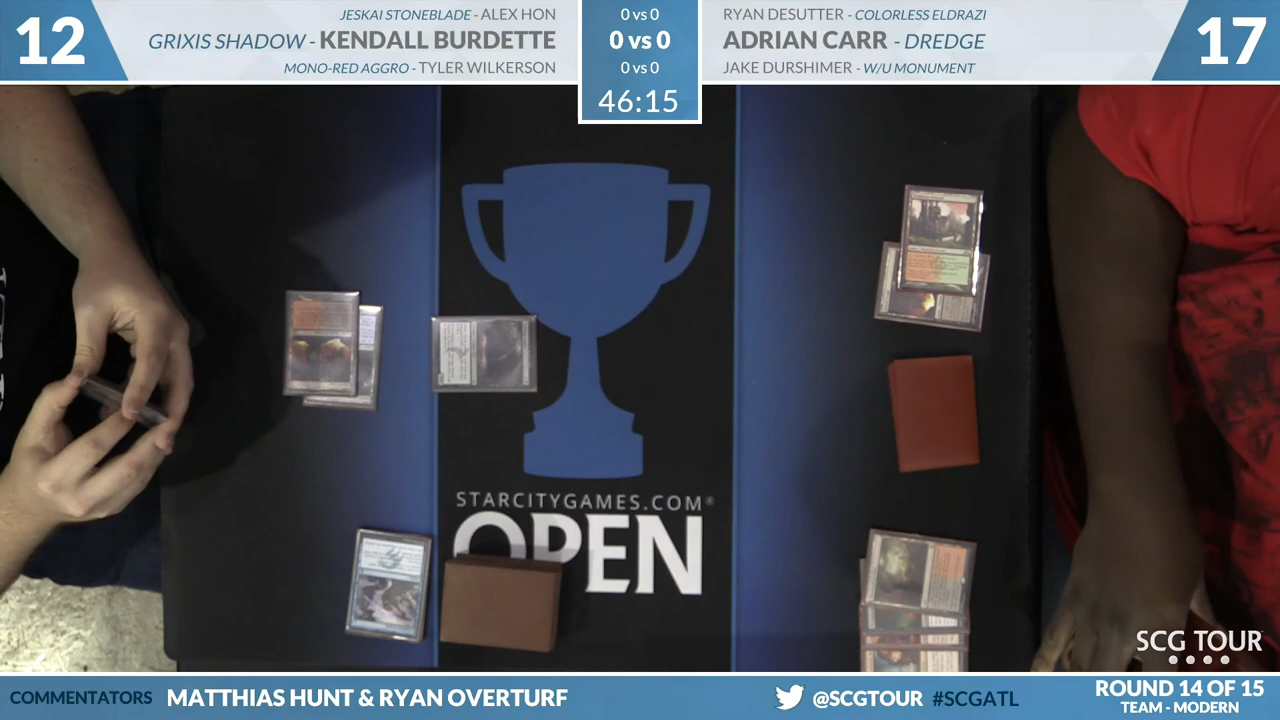 12
JESKAI STONEBLADE - ALEX HON
GRIXIS SHADOW - KENDALL BURDETTE
MONO-RED AGGRO - TYLER WILKERSON
0 vs 0
0 vs 0
0 vs 0
46:15
RYAN DESUTTER - COLORLESS ELDRAZI
ADRIAN CARR - DREDGE
JAKE DURSHIMER - W/U MONUMENT
17
STARCITYGAMES.COM®
OPEN
SCG TOUR
COMMENTATORS MATTHIAS HUNT & RYAN OVERTURF
@SCGTOUR #SCGATL
ROUND 14 OF 15
TEAM - MODERN